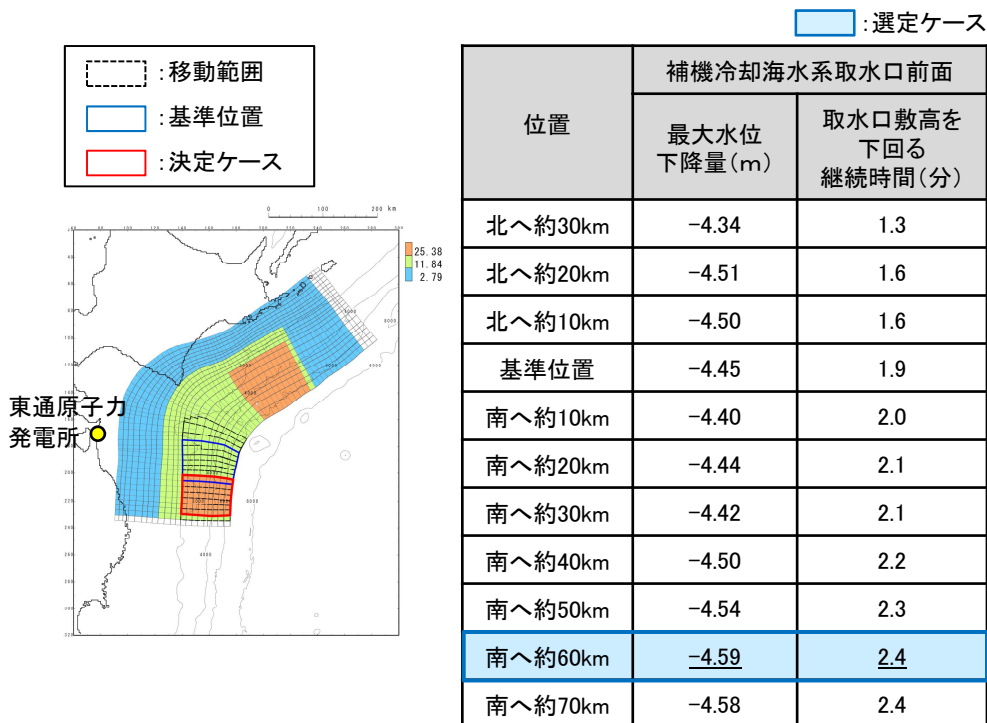 :選定ケース
:移動範囲
:基準位置
:決定ケース
0 100 200 km
25.38
11.84
2.79
東通原子力
発電所
位置
補機冷却海水系取水口前面
最大水位
下降量(m)
取水口敷高を
下回る
継続時間(分)
北へ約30km −4.34 1.3
北へ約20km −4.51 1.6
北へ約10km −4.50 1.6
基準位置 −4.45 1.9
南へ約10km −4.40 2.0
南へ約20km −4.44 2.1
南へ約30km −4.42 2.1
南へ約40km −4.50 2.2
南へ約50km −4.54 2.3
南へ約60km −4.59 2.4
南へ約70km −4.58 2.4